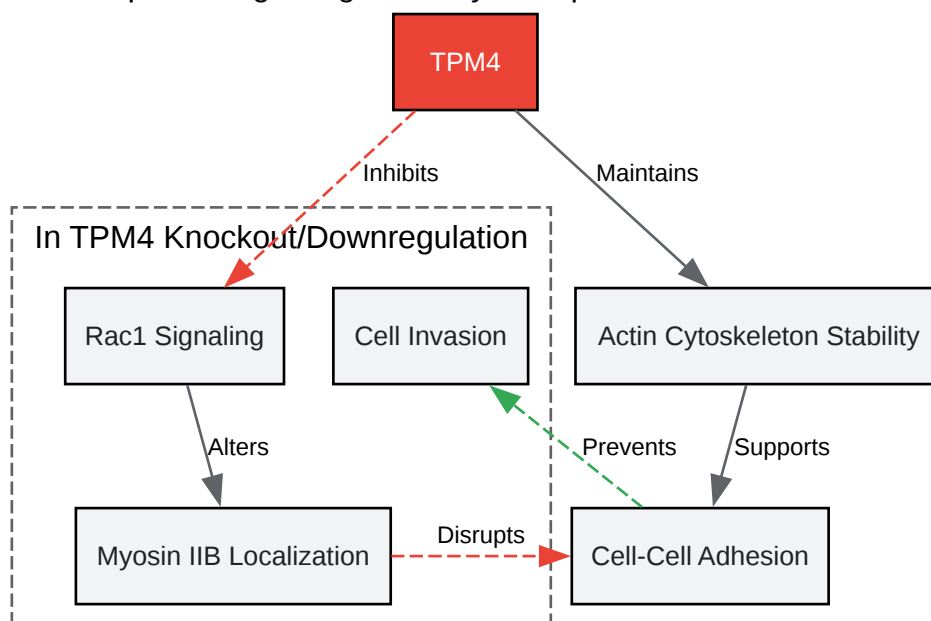 TPM4
Inhibits
Maintains
In TPM4 Knockout/Downregulation
Rac1 Signaling
Cell Invasion
Actin Cytoskeleton Stability
Alters
Prevents
Supports
Myosin IIB Localization
Disrupts
Cell-Cell Adhesion